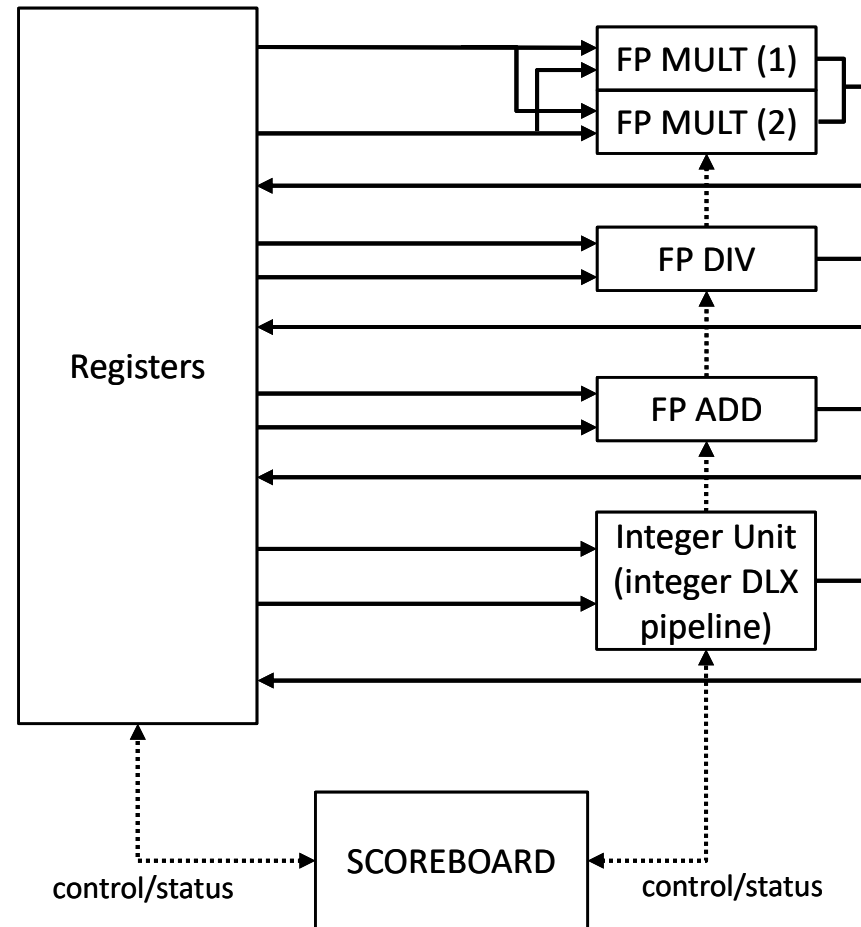 FP MULT (1)
FP MULT (2)
FP DIV
Registers
FP ADD
Integer Unit
(integer DLX
pipeline)
SCOREBOARD
control/status
control/status